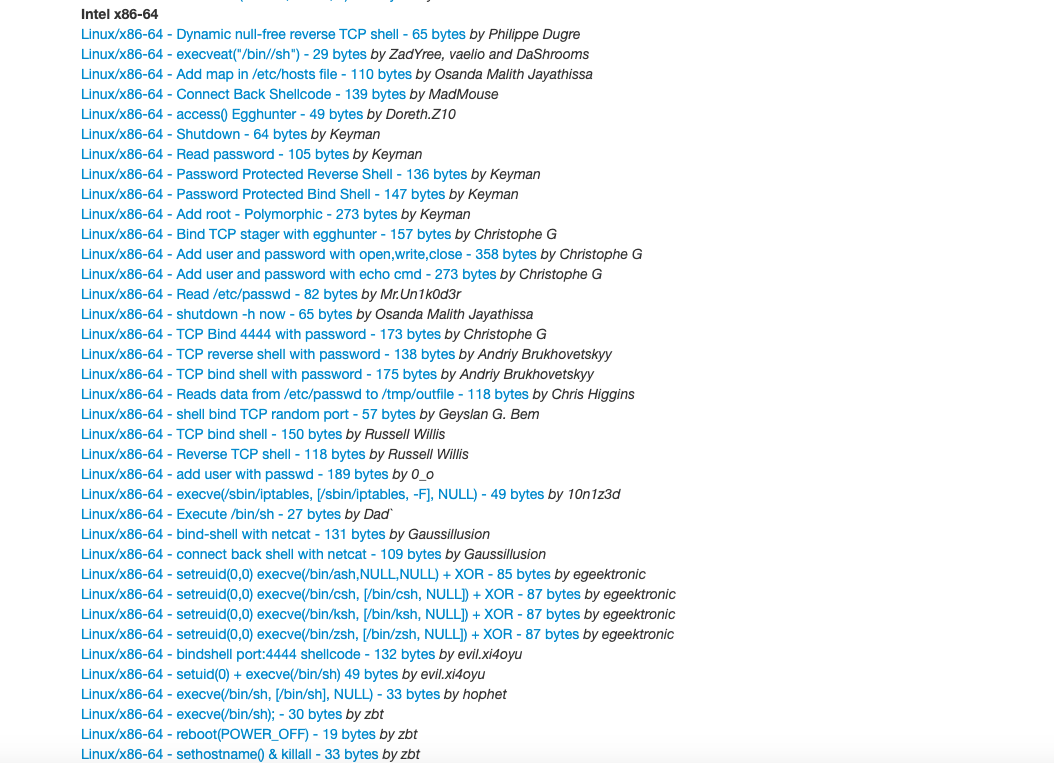 Intel x86-64
Linux/x86-64 - Dynamic null-free reverse TCP shell - 65 bytes by Philippe Dugre
Linux/x86-64 - execveat("/bin//sh") - 29 bytes by ZadYree, vaelio and DaShrooms
Linux/x86-64 - Add map in /etc/hosts file - 110 bytes by Osanda Malith Jayathissa
Linux/x86-64 - Connect Back Shellcode - 139 bytes by MadMouse
Linux/x86-64 - access() Egghunter - 49 bytes by Doreth.Z10
Linux/x86-64 - Shutdown - 64 bytes by Keyman
Linux/x86-64 - Read password - 105 bytes by Keyman
Linux/x86-64 - Password Protected Reverse Shell - 136 bytes by Keyman
Linux/x86-64 - Password Protected Bind Shell - 147 bytes by Keyman
Linux/x86-64 - Add root - Polymorphic - 273 bytes by Keyman
Linux/x86-64 - Bind TCP stager with egghunter - 157 bytes by Christophe G
Linux/x86-64 - Add user and password with open,write,close - 358 bytes by Christophe G
Linux/x86-64 - Add user and password with echo cmd - 273 bytes by Christophe G
Linux/x86-64 - Read /etc/passwd - 82 bytes by Mr.Un1k0d3r
Linux/x86-64 - shutdown -h now - 65 bytes by Osanda Malith Jayathissa
Linux/x86-64 - TCP Bind 4444 with password - 173 bytes by Christophe G
Linux/x86-64 - TCP reverse shell with password - 138 bytes by Andriy Brukhovetskyy
Linux/x86-64 - TCP bind shell with password - 175 bytes by Andriy Brukhovetskyy
Linux/x86-64 - Reads data from /etc/passwd to /tmp/outfile - 118 bytes by Chris Higgins
Linux/x86-64 - shell bind TCP random port - 57 bytes by Geyslan G. Bem
Linux/x86-64 - TCP bind shell - 150 bytes by Russell Willis
Linux/x86-64 - Reverse TCP shell - 118 bytes by Russell Willis
Linux/x86-64 - add user with passwd - 189 bytes by 0_o
Linux/x86-64 - execve(/sbin/iptables, [/sbin/iptables, -F], NULL) - 49 bytes by 10n1z3d
Linux/x86-64 - Execute /bin/sh - 27 bytes by Dad`
Linux/x86-64 - bind-shell with netcat - 131 bytes by Gaussillusion
Linux/x86-64 - connect back shell with netcat - 109 bytes by Gaussillusion
Linux/x86-64 - setreuid(0,0) execve(/bin/ash,NULL,NULL) + XOR - 85 bytes by egeektronic
Linux/x86-64 - setreuid(0,0) execve(/bin/csh, [/bin/csh, NULL]) + XOR - 87 bytes by egeektronic
Linux/x86-64 - setreuid(0,0) execve(/bin/ksh, [/bin/ksh, NULL]) + XOR - 87 bytes by egeektronic
Linux/x86-64 - setreuid(0,0) execve(/bin/zsh, [/bin/zsh, NULL]) + XOR - 87 bytes by egeektronic
Linux/x86-64 - bindshell port:4444 shellcode - 132 bytes by evil.xi4oyu
Linux/x86-64 - setuid(0) + execve(/bin/sh) 49 bytes by evil.xi4oyu
Linux/x86-64 - execve(/bin/sh, [/bin/sh], NULL) - 33 bytes by hophet
Linux/x86-64 - execve(/bin/sh); - 30 bytes by zbt
Linux/x86-64 - reboot(POWER_OFF) - 19 bytes by zbt
Linux/x86-64 - sethostname() & killall - 33 bytes by zbt